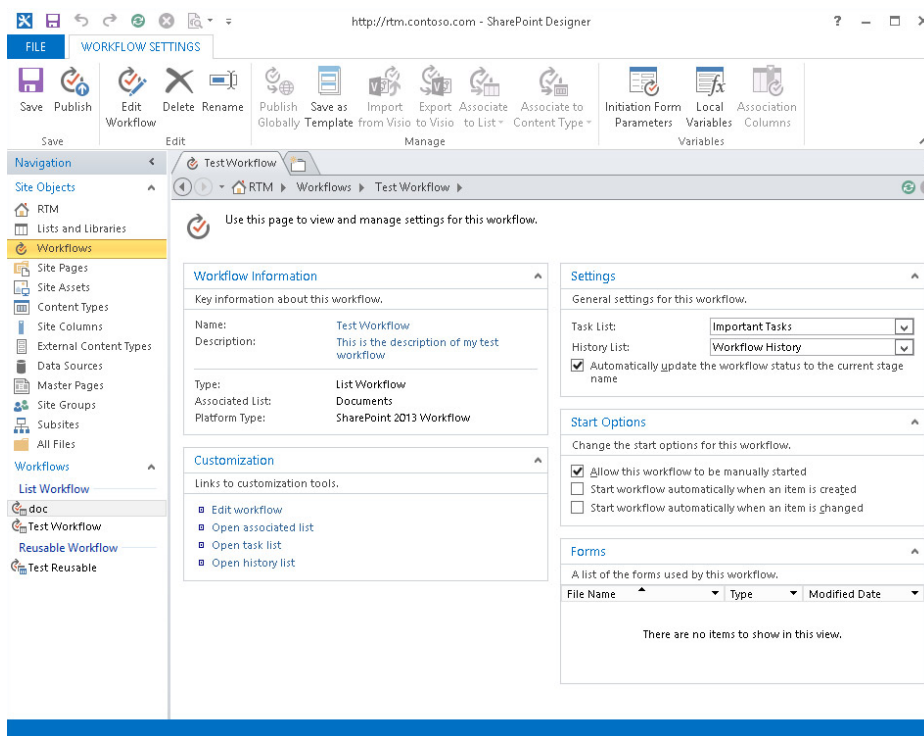 http://rtm.contoso.com - SharePoint Designer
?
FILE
WORKFLOW SETTINGS
Save
Publish
Edit Workflow
Delete
Rename
Publish Globally
Save as Template
Import from Visio
Export to Visio
Associate to List
Associate to Content Type
Initiation Form Parameters
Local Variables
Association Columns
Save
Edit
Manage
Variables
Navigation
Site Objects
RTM
Lists and Libraries
Workflows
Site Pages
Site Assets
Content Types
Site Columns
External Content Types
Data Sources
Master Pages
Site Groups
Subsites
All Files
Workflows
List Workflow
doc
Test Workflow
Reusable Workflow
Test Reusable
Test Workflow
RTM
Workflows
Test Workflow
Use this page to view and manage settings for this workflow.
Workflow Information
Key information about this workflow.
Name: Test Workflow
Description: This is the description of my test
workflow
Type: List Workflow
Associated List: Documents
Platform Type: SharePoint 2013 Workflow
Customization
Links to customization tools.
Edit workflow
Open associated list
Open task list
Open history list
Settings
General settings for this workflow.
Task List: Important Tasks
History List: Workflow History
Automatically update the workflow status to the current stage
name
Start Options
Change the start options for this workflow.
Allow this workflow to be manually started
Start workflow automatically when an item is created
Start workflow automatically when an item is changed
Forms
A list of the forms used by this workflow.
File Name
Type
Modified Date
There are no items to show in this view.